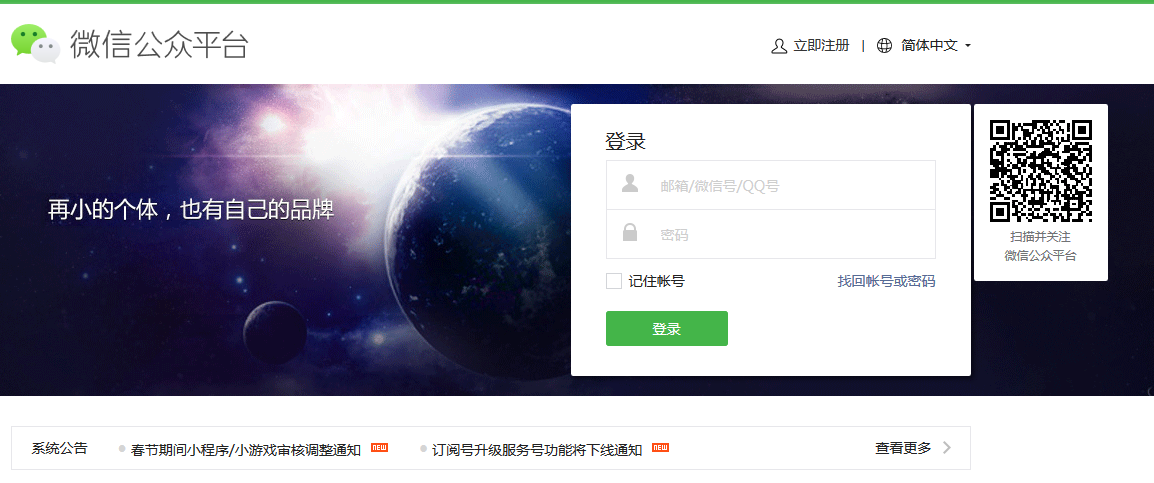 微信公众平台
立即注册 | 简体中文
再小的个体，也有自己的品牌
登录
邮箱/微信号/QQ号
密码
记住帐号 找回帐号或密码
登录
扫描并关注
微信公众平台
系统公告 春节期间小程序/小游戏审核调整通知 NEW 订阅号升级服务号功能将下线通知 NEW 查看更多